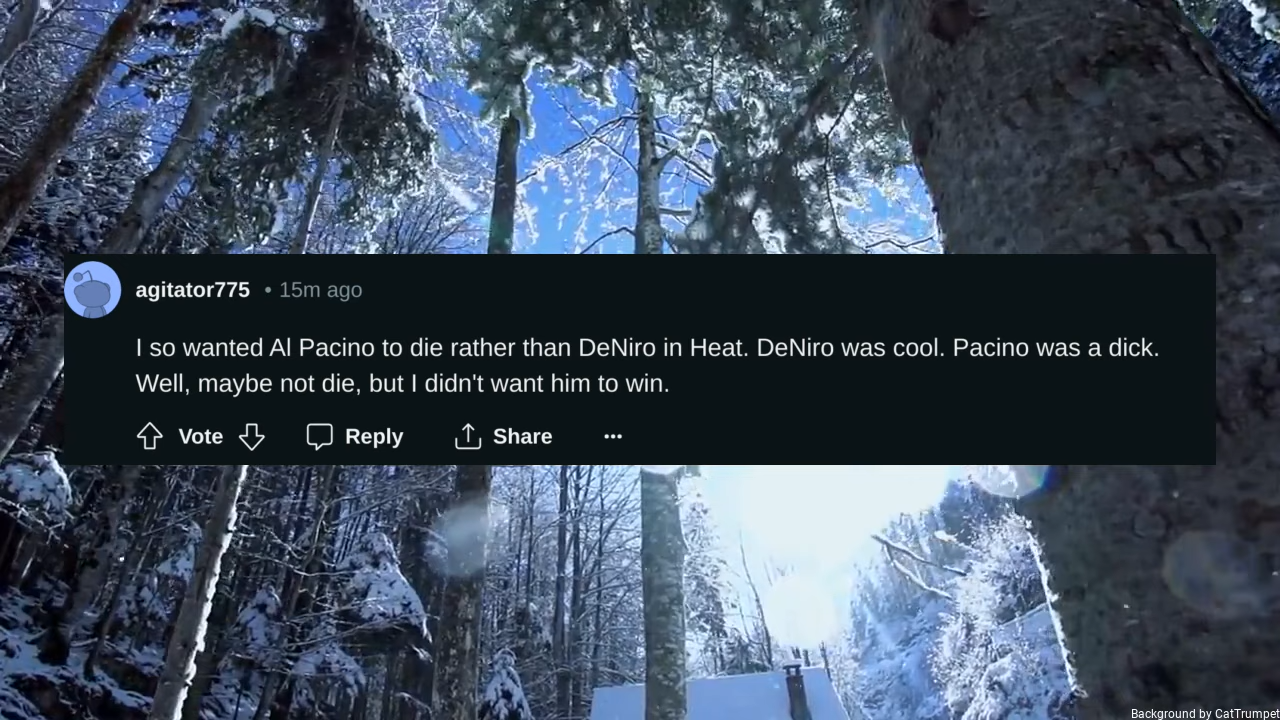 agitator775 • 15m ago
I so wanted Al Pacino to die rather than DeNiro in Heat. DeNiro was cool. Pacino was a dick.
Well, maybe not die, but I didn't want him to win.
Vote Reply Share ...
Background by CatTrumpet